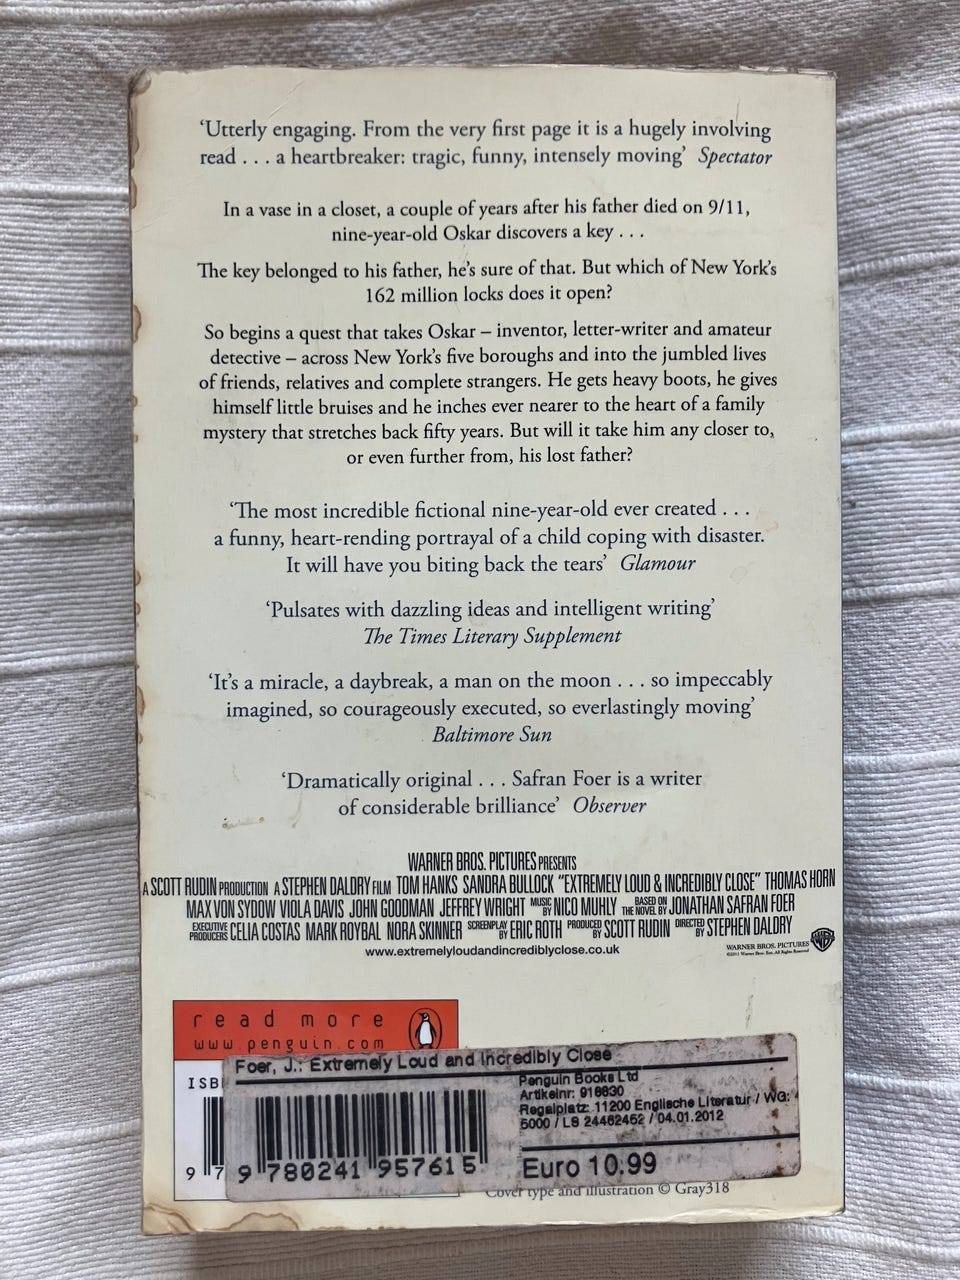 ‘Utterly engaging. From the very first page it is a hugely involving
read . . . a heartbreaker: tragic, funny, intensely moving’ Spectator
In a vase in a closet, a couple of years after his father died on 9/11,
nine-year-old Oskar discovers a key . . .
The key belonged to his father, he’s sure of that. But which of New York’s
162 million locks does it open?
So begins a quest that takes Oskar – inventor, letter-writer and amateur
detective – across New York’s five boroughs and into the jumbled lives
of friends, relatives and complete strangers. He gets heavy boots, he gives
himself little bruises and he inches ever nearer to the heart of a family
mystery that stretches back fifty years. But will it take him any closer to,
or even further from, his lost father?
‘The most incredible fictional nine-year-old ever created . . .
a funny, heart-rending portrayal of a child coping with disaster.
It will have you biting back the tears’ Glamour
‘Pulsates with dazzling ideas and intelligent writing’
The Times Literary Supplement
‘It’s a miracle, a daybreak, a man on the moon . . . so impeccably
imagined, so courageously executed, so everlastingly moving’
Baltimore Sun
‘Dramatically original . . . Safran Foer is a writer
of considerable brilliance’ Observer
WARNER BROS. PICTURES PRESENTS
A SCOTT RUDIN PRODUCTION A STEPHEN DALDRY FILM TOM HANKS SANDRA BULLOCK “EXTREMELY LOUD & INCREDIBLY CLOSE” THOMAS HORN
MAX VON SYDOW VIOLA DAVIS JOHN GOODMAN JEFFREY WRIGHT MUSIC BY NICO MUHLY BASED ON THE NOVEL BY JONATHAN SAFRAN FOER
EXECUTIVE PRODUCERS CELIA COSTAS MARK ROYBAL NORA SKINNER SCREENPLAY BY ERIC ROTH PRODUCED BY SCOTT RUDIN DIRECTED BY STEPHEN DALDRY
www.extremelyloudandincrediblyclose.co.uk
WARNER BROS. PICTURES
©2011 Warner Bros. Ent. All Rights Reserved
read more
www.penguin.com
ISB
9 7
Foer, J.: Extremely Loud and Incredibly Close
Penguin Books Ltd
Artikelnr: 918830
Regalplatz: 11200 Englische Literatur / WG:
5000 / LS 24462452 / 04.01.2012
9 780241 957615
Euro 10.99
Cover type and illustration © Gray318